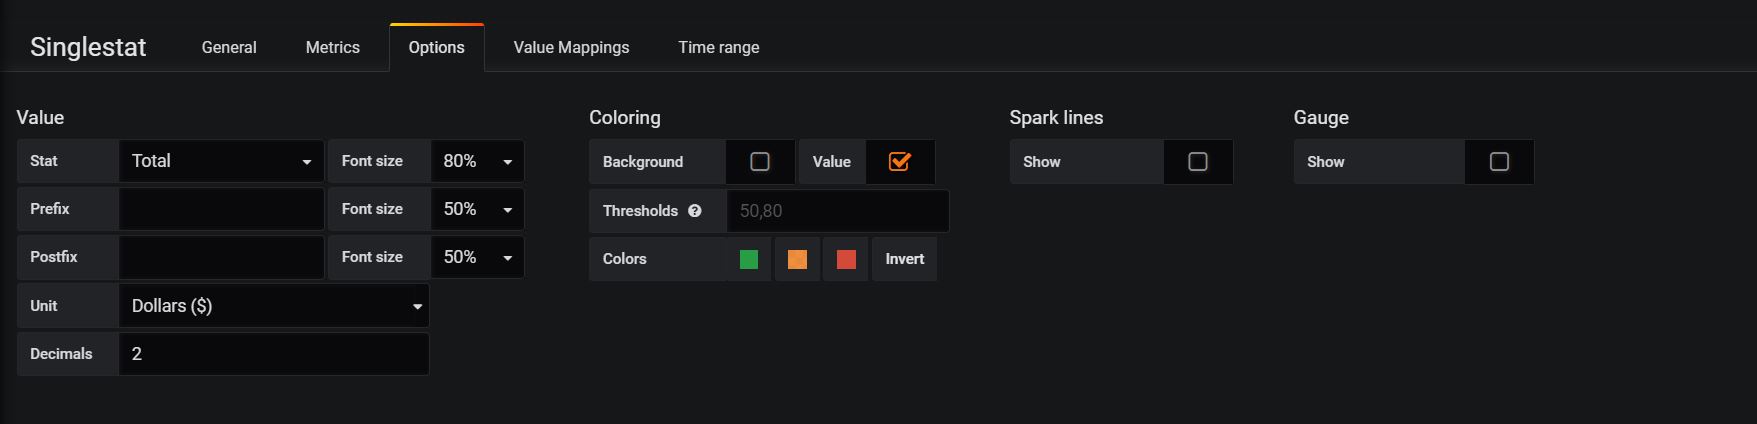 Singlestat General Metrics Options Value Mappings Time range
Value Coloring Spark lines Gauge
Stat Total Font size 80% Background Value Show Show
Prefix Font size 50% Thresholds 50,80
Postfix Font size 50% Colors Invert
Unit Dollars ($)
Decimals 2